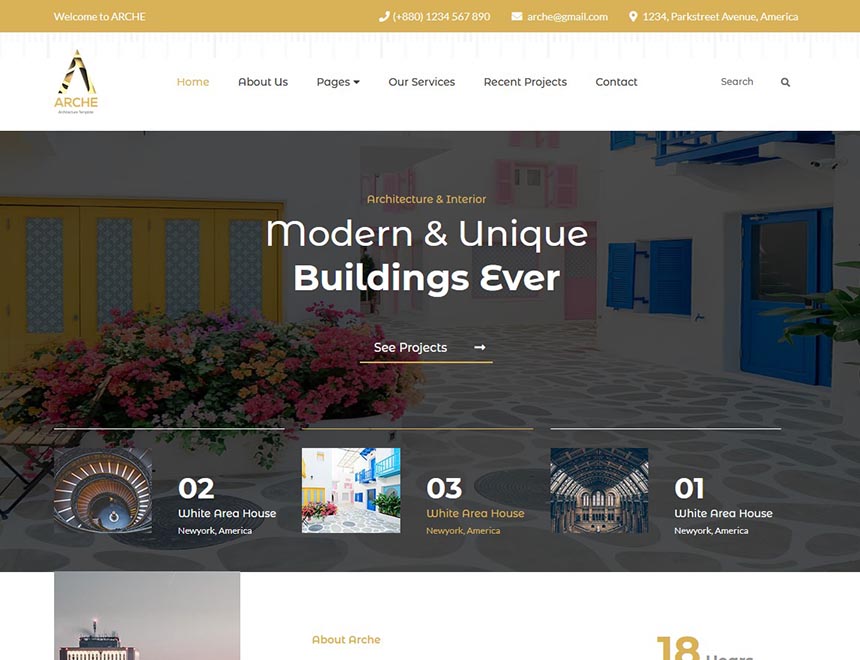 Welcome to ARCHE
(+880) 1234 567 890
arche@gmail.com
1234, Parkstreet Avenue, America
ARCHE
Architecture Template
Home
About Us
Pages
Our Services
Recent Projects
Contact
Search
Architecture & Interior
Modern & Unique
Buildings Ever
See Projects
02
White Area House
Newyork, America
03
White Area House
Newyork, America
01
White Area House
Newyork, America
About Arche
18 Years